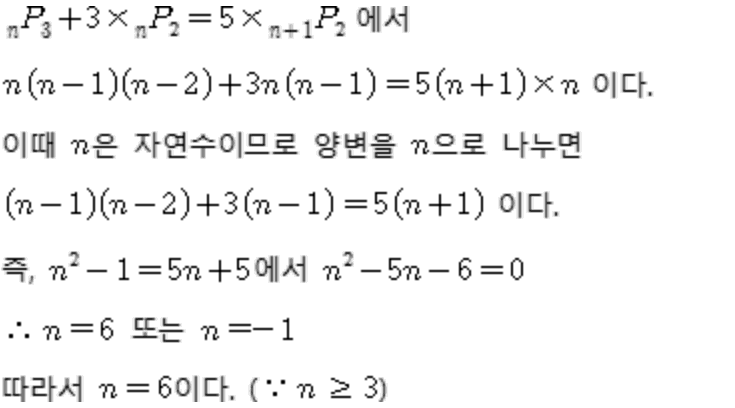 ₙP₃+3×ₙP₂=5×ₙ₊₁P₂ 에서
n(n−1)(n−2)+3n(n−1)=5(n+1)×n 이다.
이때 n은 자연수이므로 양변을 n으로 나누면
(n−1)(n−2)+3(n−1)=5(n+1) 이다.
즉, n²−1=5n+5에서 n²−5n−6=0
∴ n=6 또는 n=−1
따라서 n=6이다. (∵ n ≥ 3)